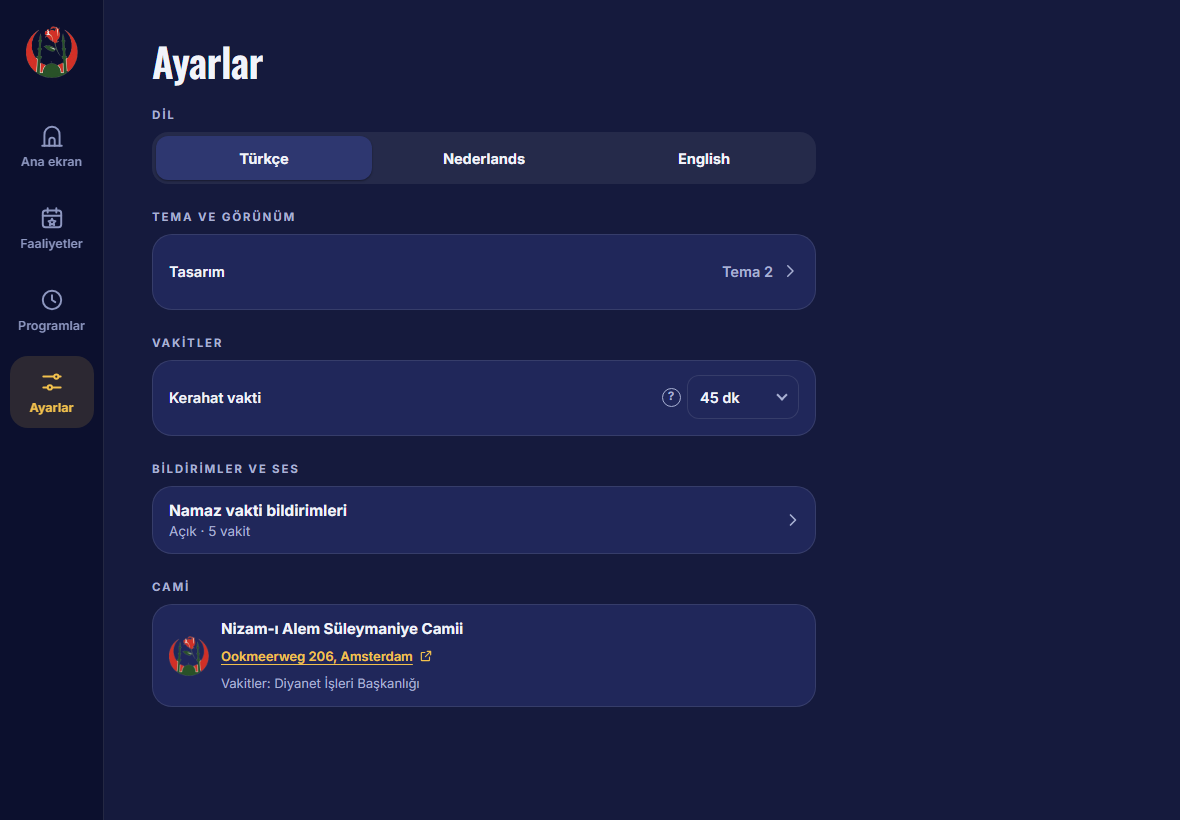 Ana ekran
Faaliyetler
Programlar
Ayarlar
Ayarlar
DİL
Türkçe
Nederlands
English
TEMA VE GÖRÜNÜM
Tasarım
Tema 2
VAKİTLER
Kerahat vakti
?
45 dk
BİLDİRİMLER VE SES
Namaz vakti bildirimleri
Açık · 5 vakit
CAMİ
Nizam-ı Alem Süleymaniye Camii
Ookmeerweg 206, Amsterdam
Vakitler: Diyanet İşleri Başkanlığı